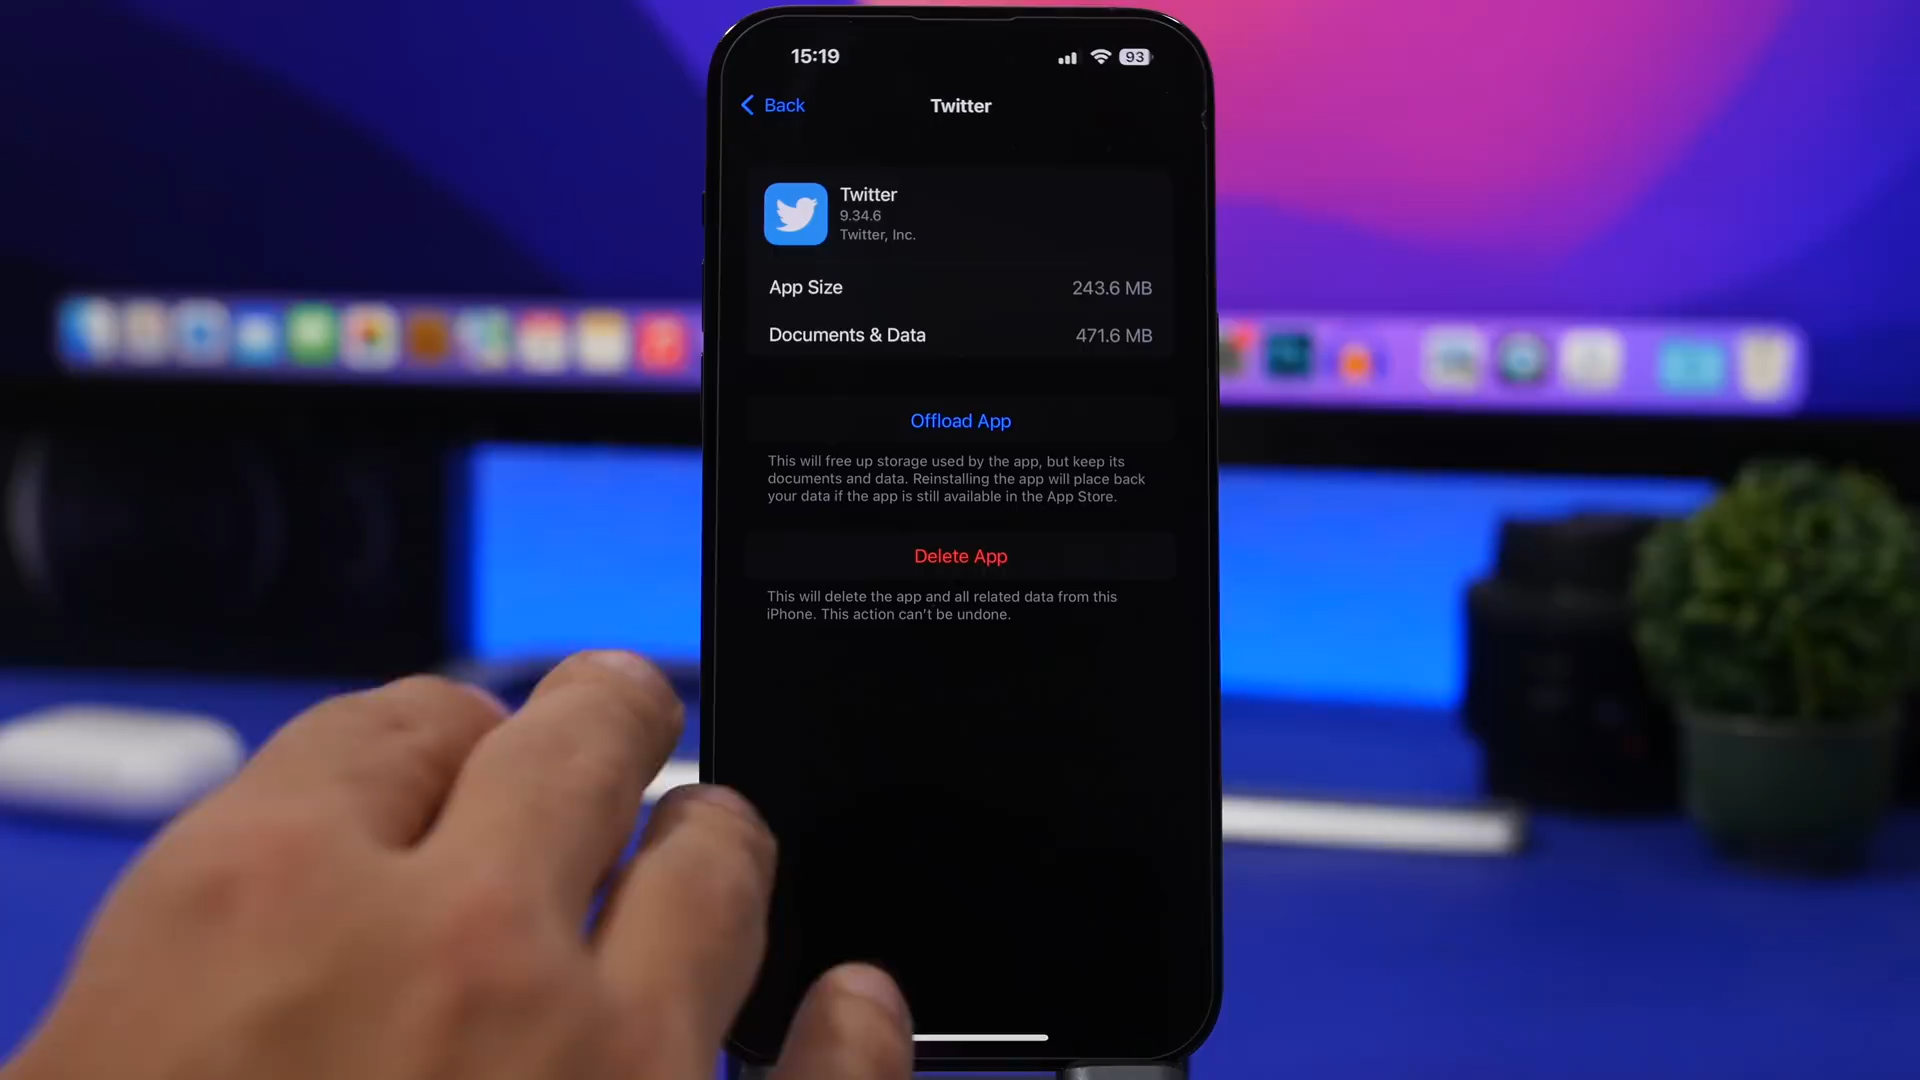 15:19
93
Back
Twitter
Twitter
9.34.6
Twitter, Inc.
App Size
243.6 MB
Documents & Data
471.6 MB
Offload App
This will free up storage used by the app, but keep its
documents and data. Reinstalling the app will place back
your data if the app is still available in the App Store.
Delete App
This will delete the app and all related data from this
iPhone. This action can't be undone.